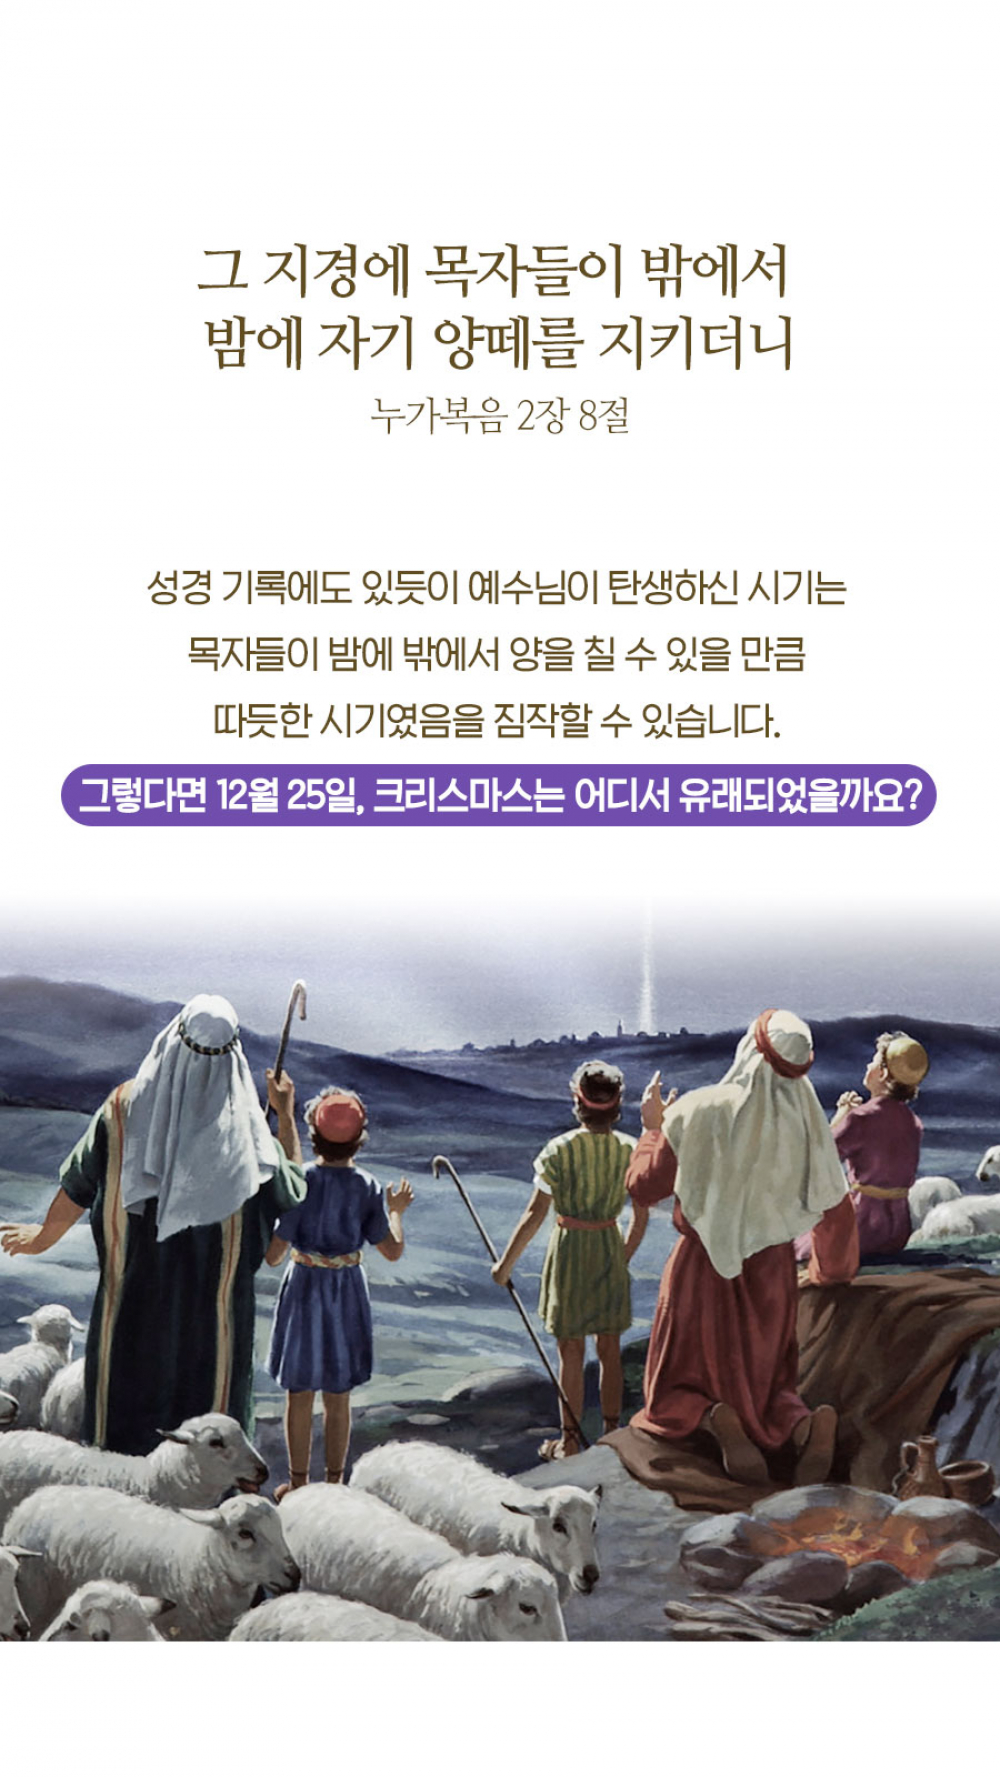 그 지경에 목자들이 밖에서
밤에 자기 양떼를 지키더니
누가복음 2장 8절
성경 기록에도 있듯이 예수님이 탄생하신 시기는
목자들이 밤에 밖에서 양을 칠 수 있을 만큼
따듯한 시기였음을 짐작할 수 있습니다.
그렇다면 12월 25일, 크리스마스는 어디서 유래되었을까요?